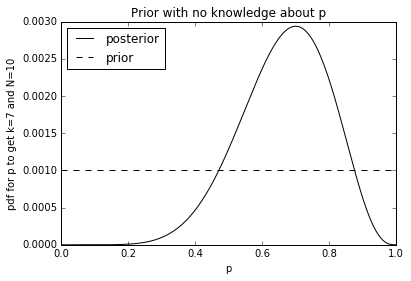 Prior with no knowledge about p
posterior
prior
pdf for p to get k=7 and N=10
0.0030
0.0025
0.0020
0.0015
0.0010
0.0005
0.0000
0.0
0.2
0.4
0.6
0.8
1.0
p